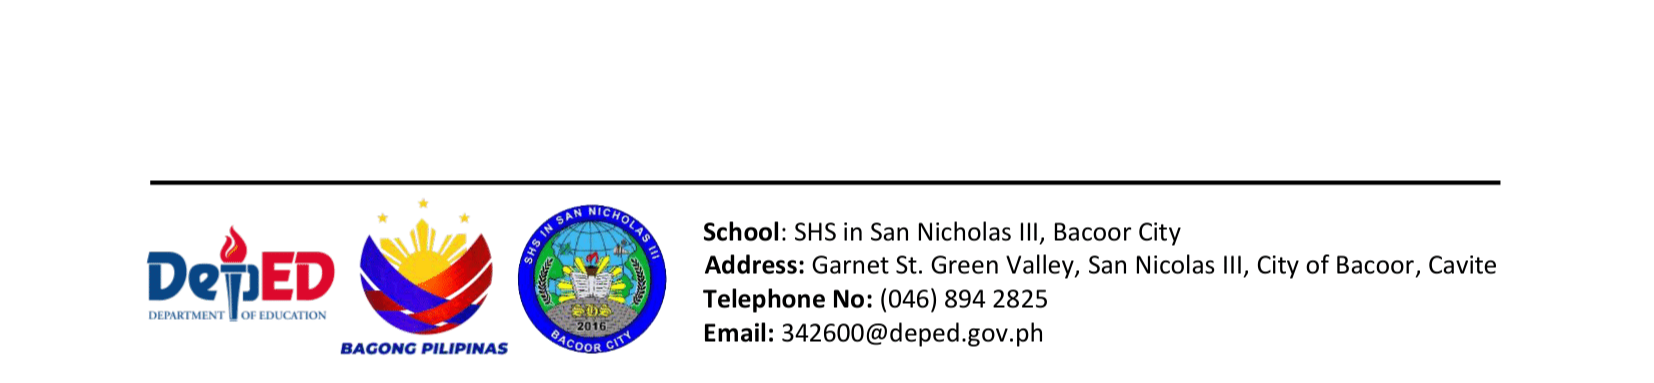 DepED
DEPARTMENT OF EDUCATION
BAGONG PILIPINAS
SHS IN SAN NICHOLAS III
2016
BACOOR CITY
School: SHS in San Nicholas III, Bacoor City
Address: Garnet St. Green Valley, San Nicolas III, City of Bacoor, Cavite
Telephone No: (046) 894 2825
Email: 342600@deped.gov.ph